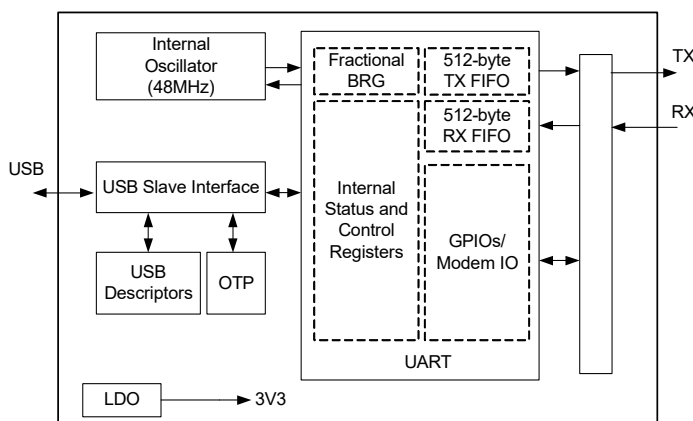 Internal
Oscillator
(48MHz)
Fractional
BRG
512-byte
TX FIFO
TX
512-byte
RX FIFO
RX
USB
USB Slave Interface
Internal
Status and
Control
Registers
GPIOs/
Modem IO
USB
Descriptors
OTP
UART
LDO
3V3